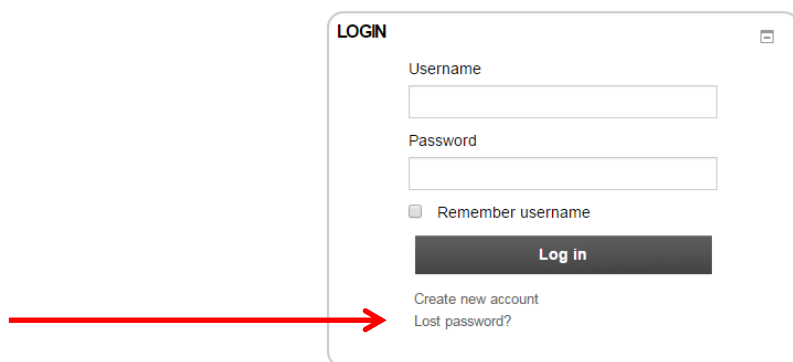 LOGIN
Username
Password
Remember username
Log in
Create new account
Lost password?